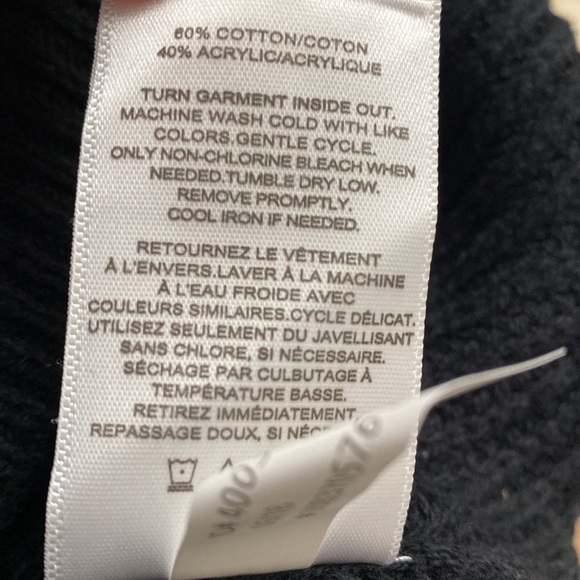 60% COTTON/COTON
40% ACRYLIC/ACRYLIQUE
TURN GARMENT INSIDE OUT.
MACHINE WASH COLD WITH LIKE
COLORS.GENTLE CYCLE.
ONLY NON-CHLORINE BLEACH WHEN
NEEDED.TUMBLE DRY LOW.
REMOVE PROMPTLY.
COOL IRON IF NEEDED.
RETOURNEZ LE VÊTEMENT
À L'ENVERS.LAVER À LA MACHINE
À L'EAU FROIDE AVEC
COULEURS SIMILAIRES.CYCLE DÉLICAT.
UTILISEZ SEULEMENT DU JAVELLISANT
SANS CHLORE, SI NÉCESSAIRE.
SÉCHAGE PAR CULBUTAGE À
TEMPÉRATURE BASSE.
RETIREZ IMMÉDIATEMENT.
REPASSAGE DOUX, SI